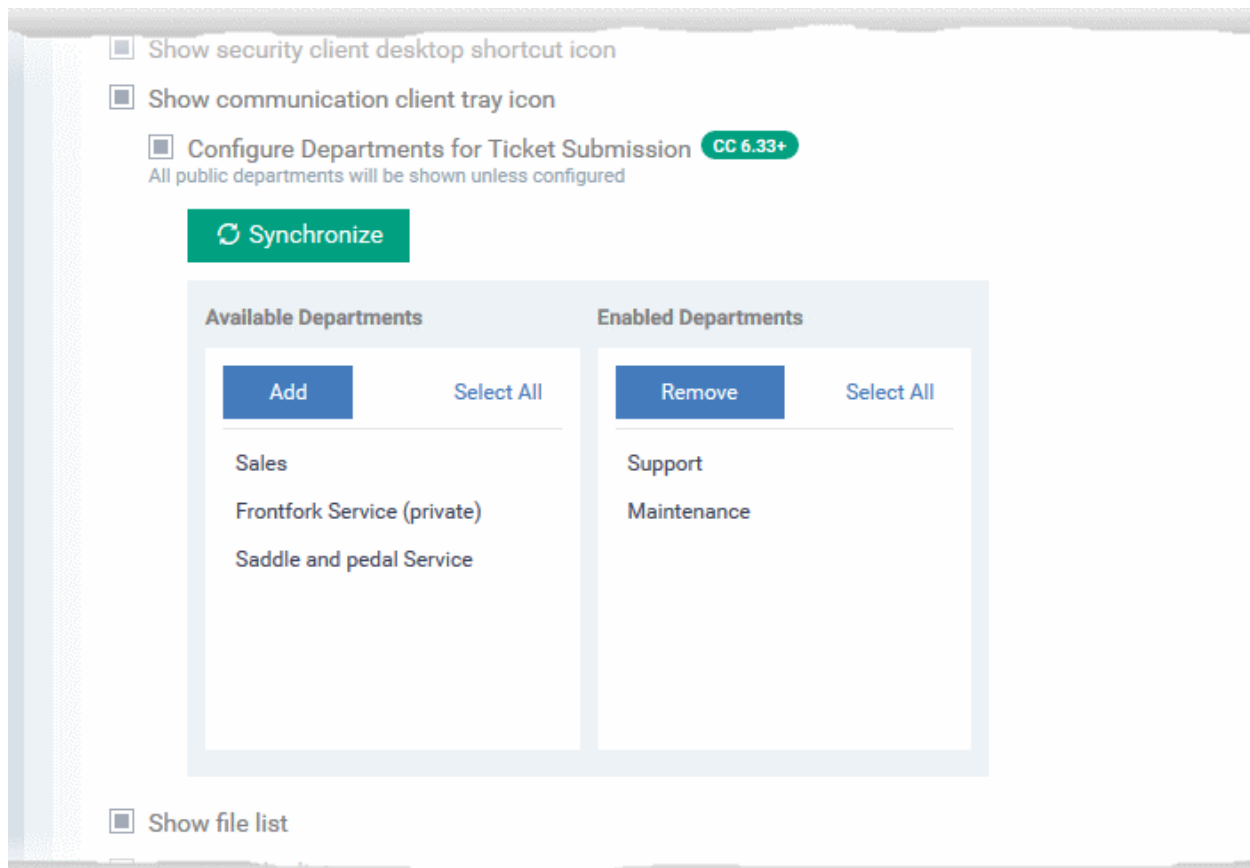 Show security client desktop shortcut icon
Show communication client tray icon
Configure Departments for Ticket Submission CC 6.33+
All public departments will be shown unless configured
Synchronize
Available Departments
Enabled Departments
Add Select All
Remove Select All
Sales
Frontfork Service (private)
Saddle and pedal Service
Support
Maintenance
Show file list